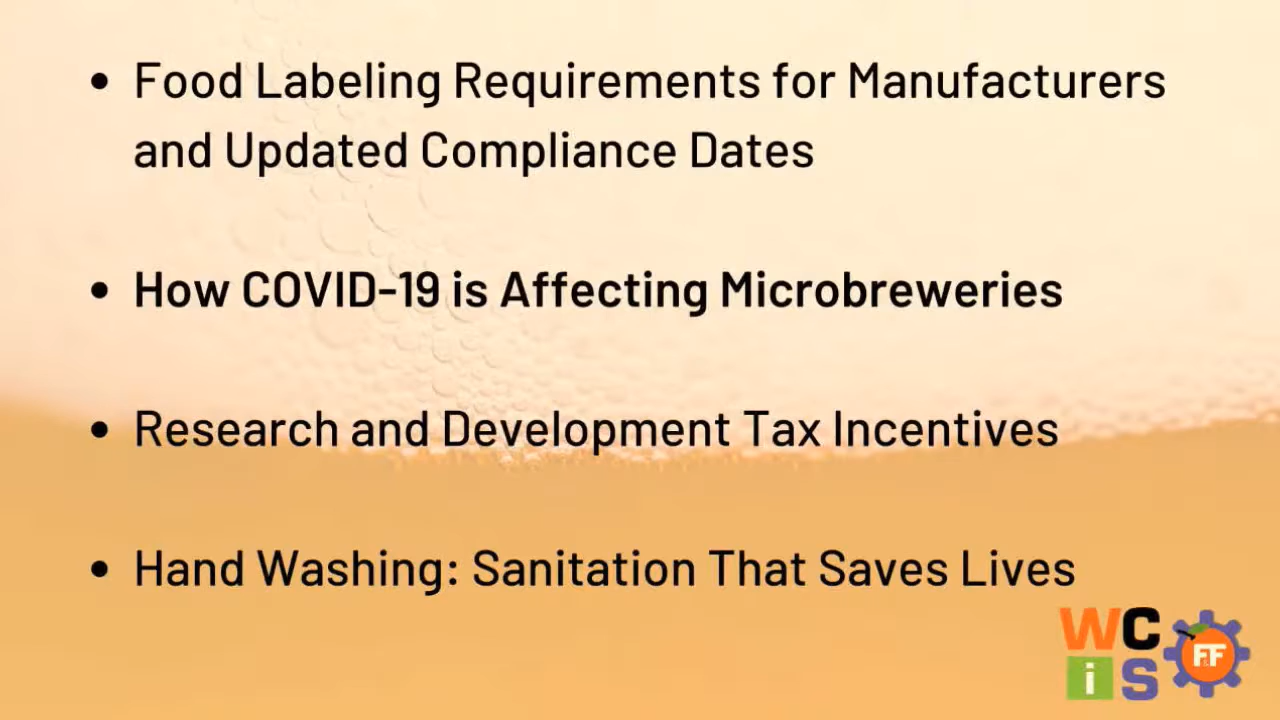 • Food Labeling Requirements for Manufacturers
and Updated Compliance Dates
• How COVID-19 is Affecting Microbreweries
• Research and Development Tax Incentives
• Hand Washing: Sanitation That Saves Lives
WC
iS
F&F